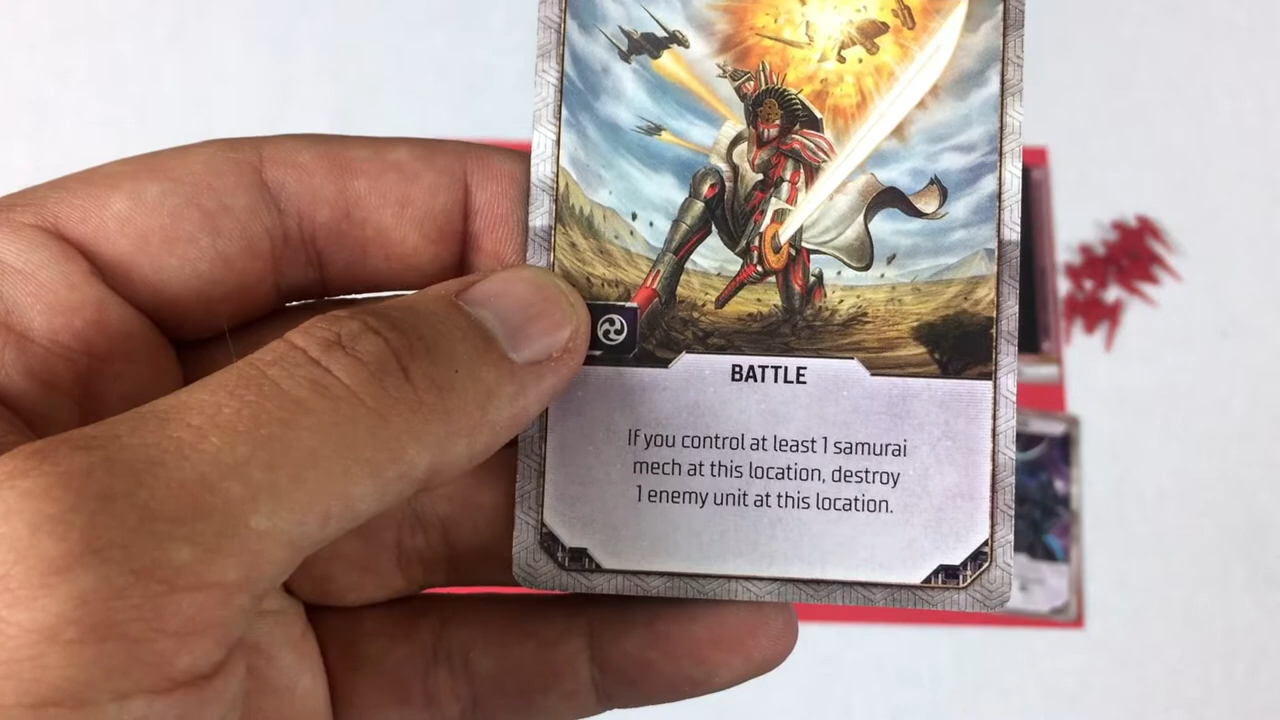 BATTLE
If you control at least 1 samurai
mech at this location, destroy
1 enemy unit at this location.